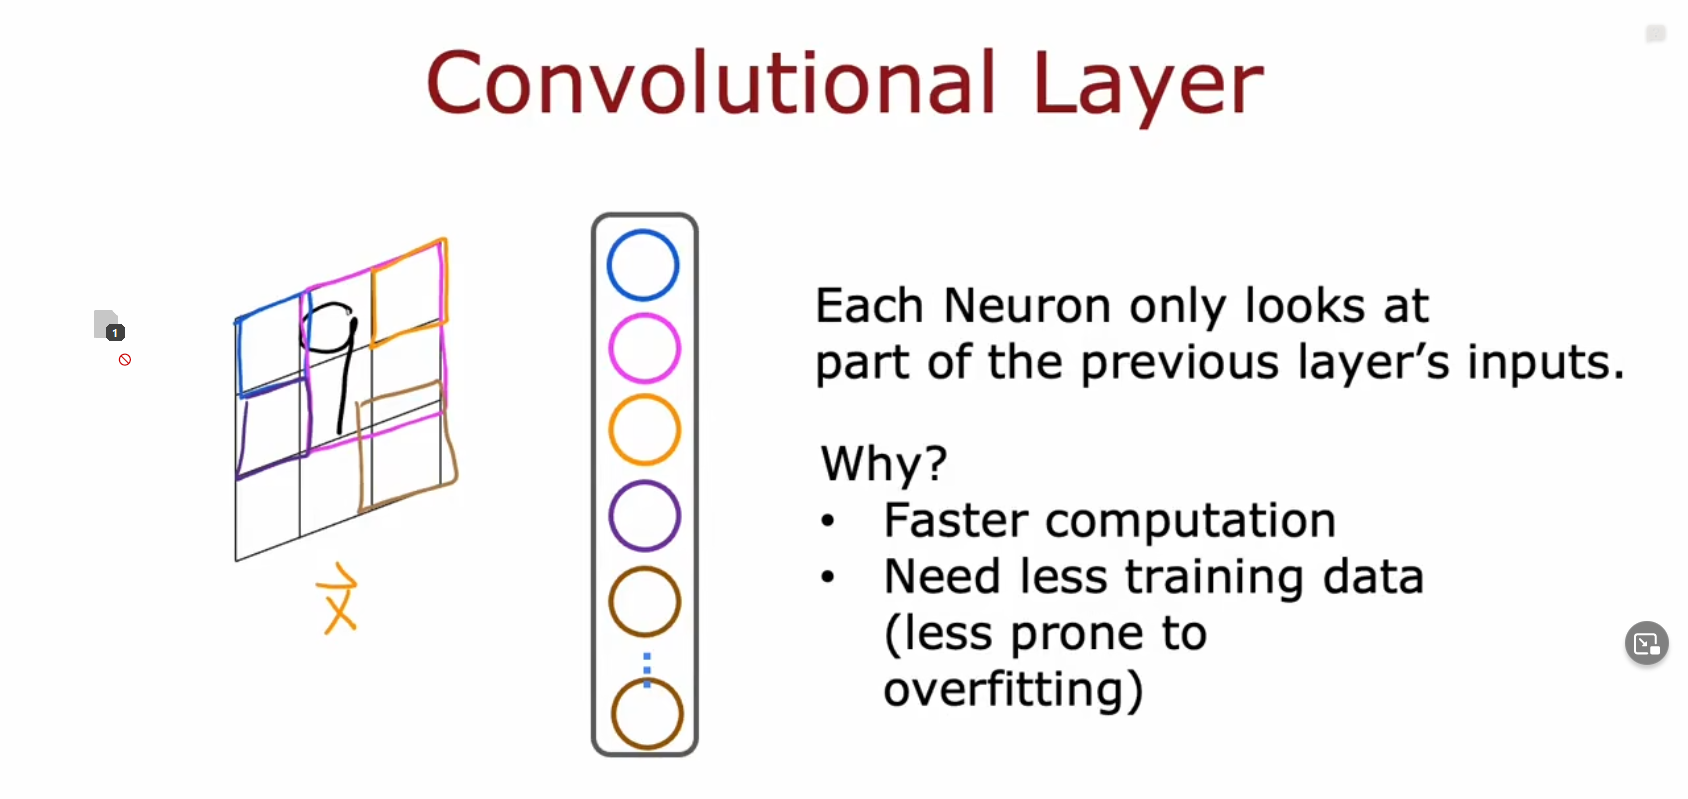 Convolutional Layer
9
1
x⃗
Each Neuron only looks at
part of the previous layer’s inputs.
Why?
• Faster computation
• Need less training data
(less prone to
overfitting)